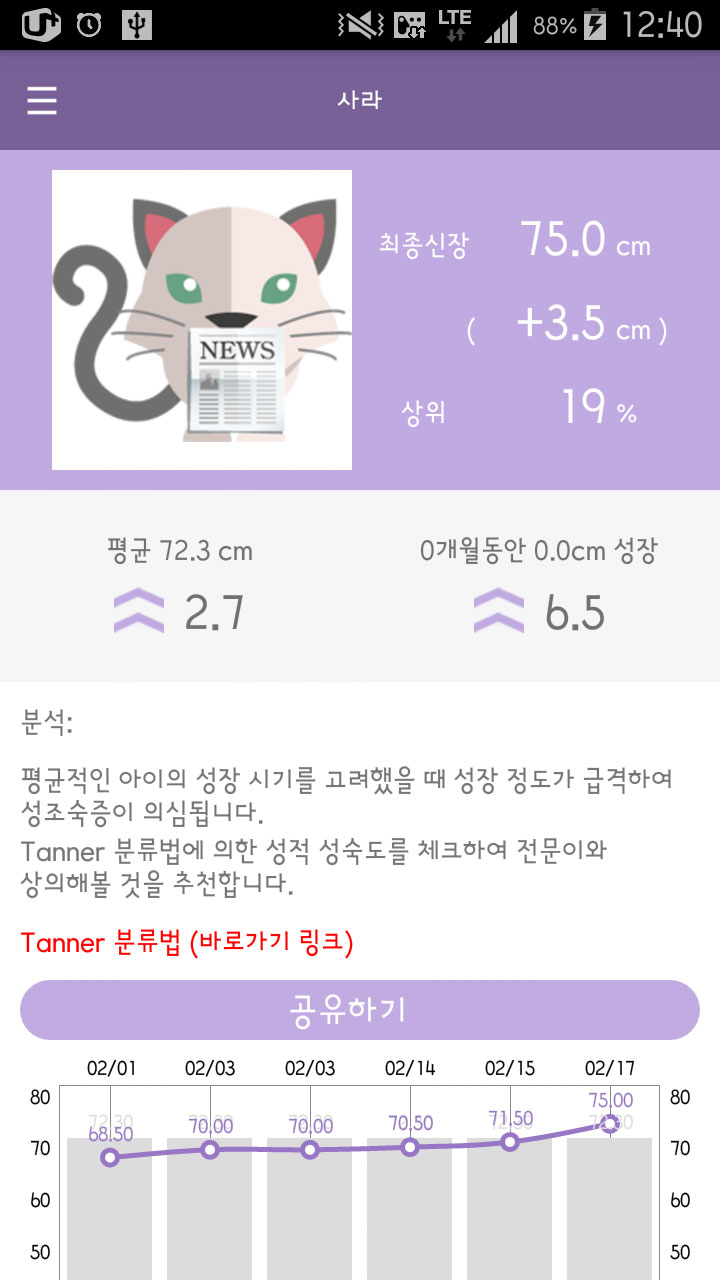 U+ LTE 88% 12:40
사라
NEWS
최종신장 75.0 cm
( +3.5 cm )
상위 19 %
평균 72.3 cm
2.7
0개월동안 0.0cm 성장
6.5
분석:
평균적인 아이의 성장 시기를 고려했을 때 성장 정도가 급격하여
성조숙증이 의심됩니다.
Tanner 분류법에 의한 성적 성숙도를 체크하여 전문이와
상의해볼 것을 추천합니다.
Tanner 분류법 (바로가기 링크)
공유하기
02/01 02/03 02/03 02/14 02/15 02/17
80 75.00 80
72.30 72.30
68.50 70.00 70.00 70.50 71.50
70 70
60 60
50 50